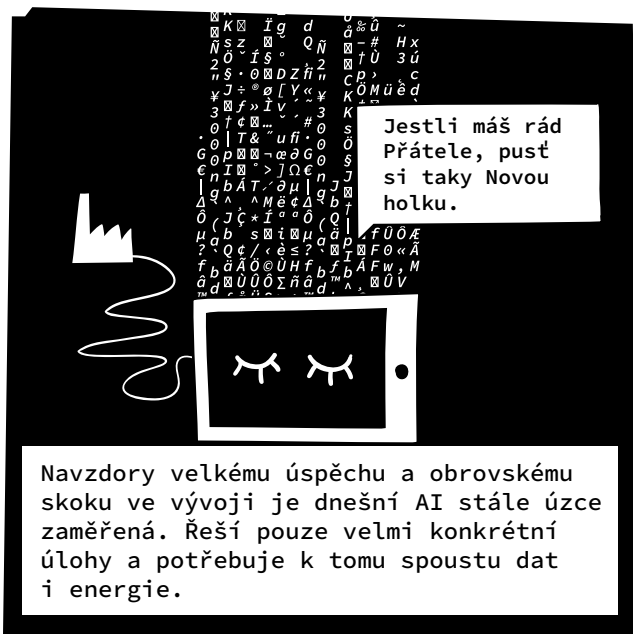 Jestli máš rád
Přátele, pusť
si taky Novou
holku.
Navzdory velkému úspěchu a obrovskému
skoku ve vývoji je dnešní AI stále úzce
zaměřená. Řeší pouze velmi konkrétní
úlohy a potřebuje k tomu spoustu dat
i energie.